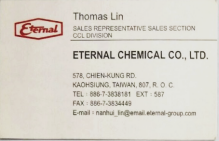 Thomas Lin
Eternal
SALES REPRESENTATIVE SALES SECTION
CCL DIVISION
ETERNAL CHEMICAL CO., LTD.
578, CHIEN-KUNG RD.
KAOHSIUNG, TAIWAN, 807, R. O. C.
TEL : 886-7-3838181 EXT : 587
FAX : 886-7-3834449
E-mail : nanhui_lin@email.eternal-group.com